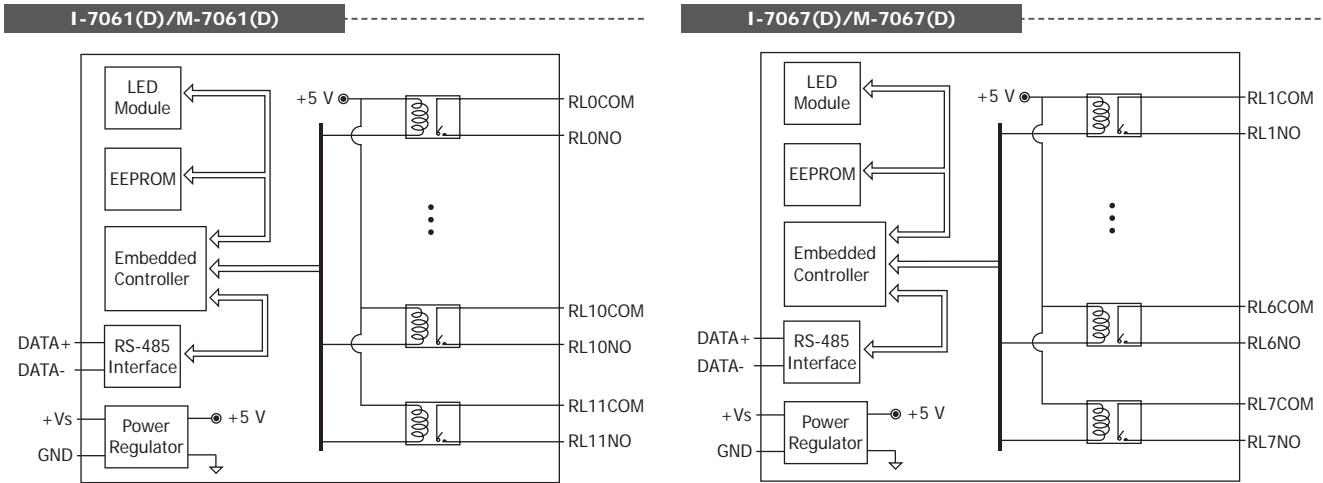 I-7061(D)/M-7061(D)
LED
Module
EEPROM
Embedded
Controller
RS-485
Interface
Power
Regulator
DATA+
DATA-
+Vs
GND
+5 V
+5 V
RL0COM
RL0NO
RL10COM
RL10NO
RL11COM
RL11NO
I-7067(D)/M-7067(D)
LED
Module
EEPROM
Embedded
Controller
RS-485
Interface
Power
Regulator
DATA+
DATA-
+Vs
GND
+5 V
+5 V
RL1COM
RL1NO
RL6COM
RL6NO
RL7COM
RL7NO